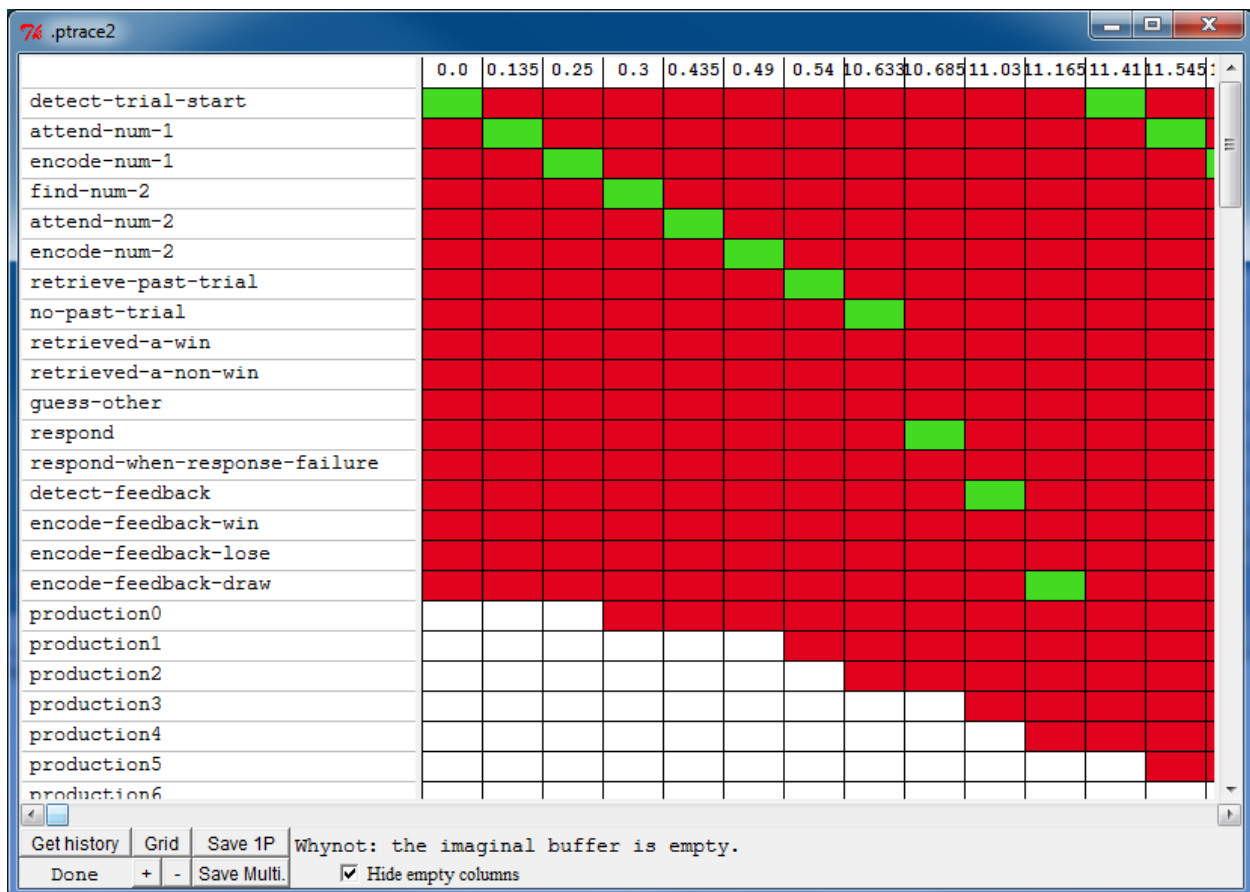 .ptrace2
0.0 0.135 0.25 0.3 0.435 0.49 0.54 10.633 10.685 11.03 11.165 11.41 11.545
detect-trial-start
attend-num-1
encode-num-1
find-num-2
attend-num-2
encode-num-2
retrieve-past-trial
no-past-trial
retrieved-a-win
retrieved-a-non-win
guess-other
respond
respond-when-response-failure
detect-feedback
encode-feedback-win
encode-feedback-lose
encode-feedback-draw
production0
production1
production2
production3
production4
production5
production6
Get history Grid Save 1P Whynot: the imaginal buffer is empty.
Done + - Save Multi. Hide empty columns